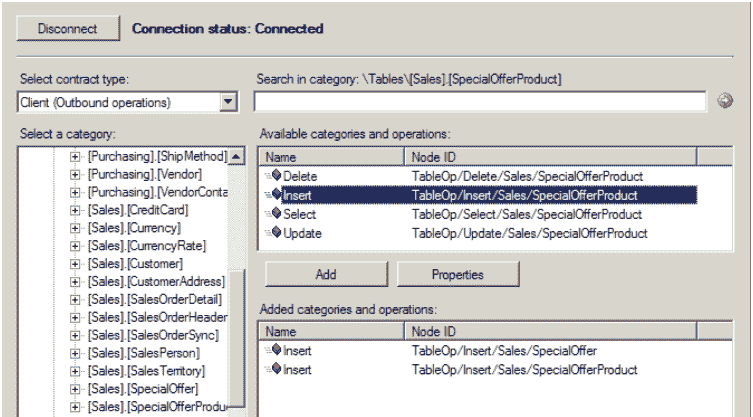 Disconnect Connection status: Connected
Select contract type:
Client (Outbound operations)
Search in category: \Tables\[Sales].[SpecialOfferProduct]
Select a category:
[Purchasing].[ShipMethod]
[Purchasing].[Vendor]
[Purchasing].[VendorConta
[Sales].[CreditCard]
[Sales].[Currency]
[Sales].[CurrencyRate]
[Sales].[Customer]
[Sales].[CustomerAddress]
[Sales].[SalesOrderDetail]
[Sales].[SalesOrderHeader
[Sales].[SalesOrderSync]
[Sales].[SalesPerson]
[Sales].[SalesTerritory]
[Sales].[SpecialOffer]
[Sales].[SpecialOfferProdu
Available categories and operations:
Name Node ID
Delete TableOp/Delete/Sales/SpecialOfferProduct
Insert TableOp/Insert/Sales/SpecialOfferProduct
Select TableOp/Select/Sales/SpecialOfferProduct
Update TableOp/Update/Sales/SpecialOfferProduct
Add Properties
Added categories and operations:
Name Node ID
Insert TableOp/Insert/Sales/SpecialOffer
Insert TableOp/Insert/Sales/SpecialOfferProduct